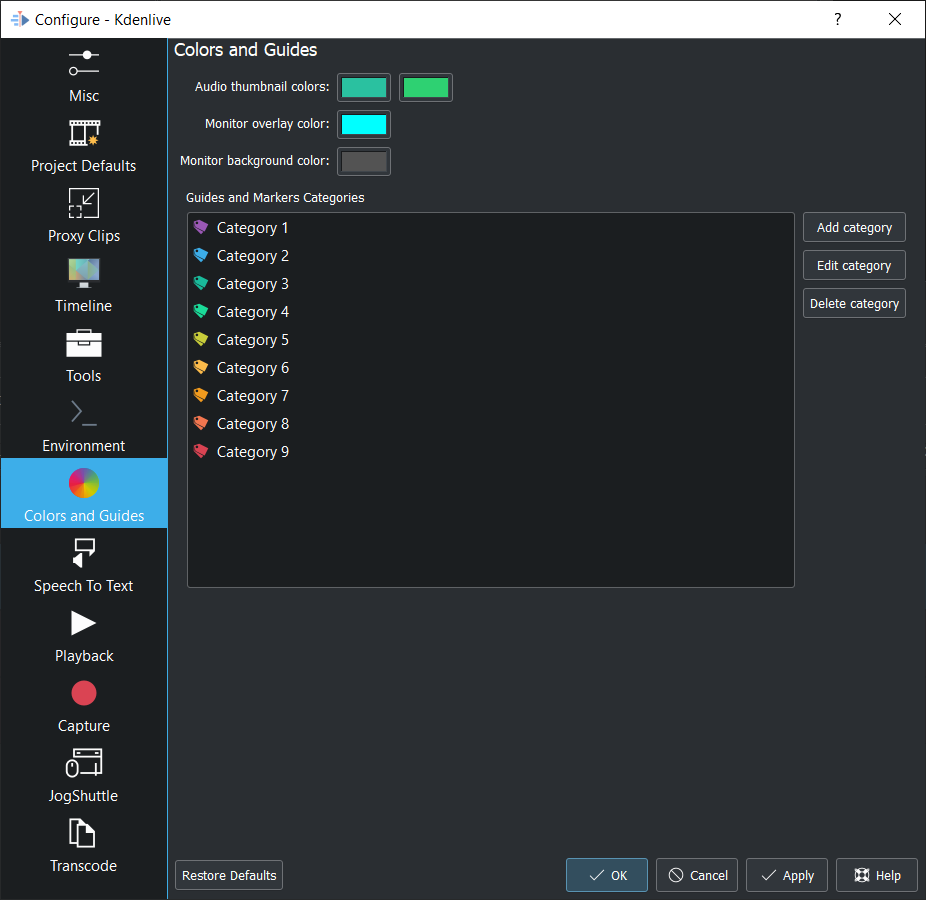 Configure - Kdenlive
?
Misc
Project Defaults
Proxy Clips
Timeline
Tools
Environment
Colors and Guides
Speech To Text
Playback
Capture
JogShuttle
Transcode
Colors and Guides
Audio thumbnail colors:
Monitor overlay color:
Monitor background color:
Guides and Markers Categories
Category 1
Category 2
Category 3
Category 4
Category 5
Category 6
Category 7
Category 8
Category 9
Add category
Edit category
Delete category
Restore Defaults
OK
Cancel
Apply
Help